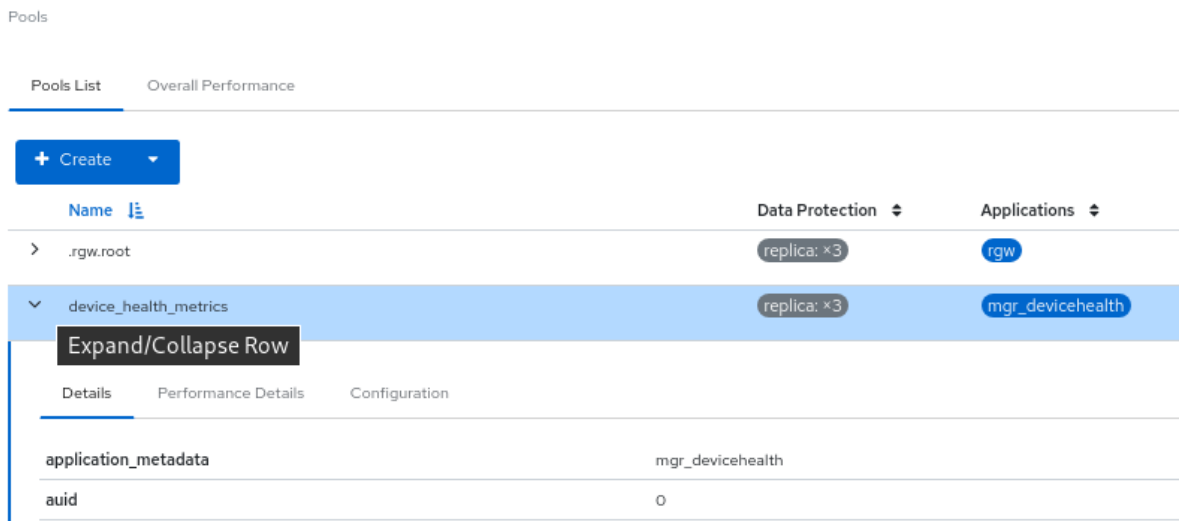 Pools
Pools List Overall Performance
+ Create
Name Data Protection Applications
.rgw.root replica: ×3 rgw
device_health_metrics replica: ×3 mgr_devicehealth
Expand/Collapse Row
Details Performance Details Configuration
application_metadata mgr_devicehealth
auid 0